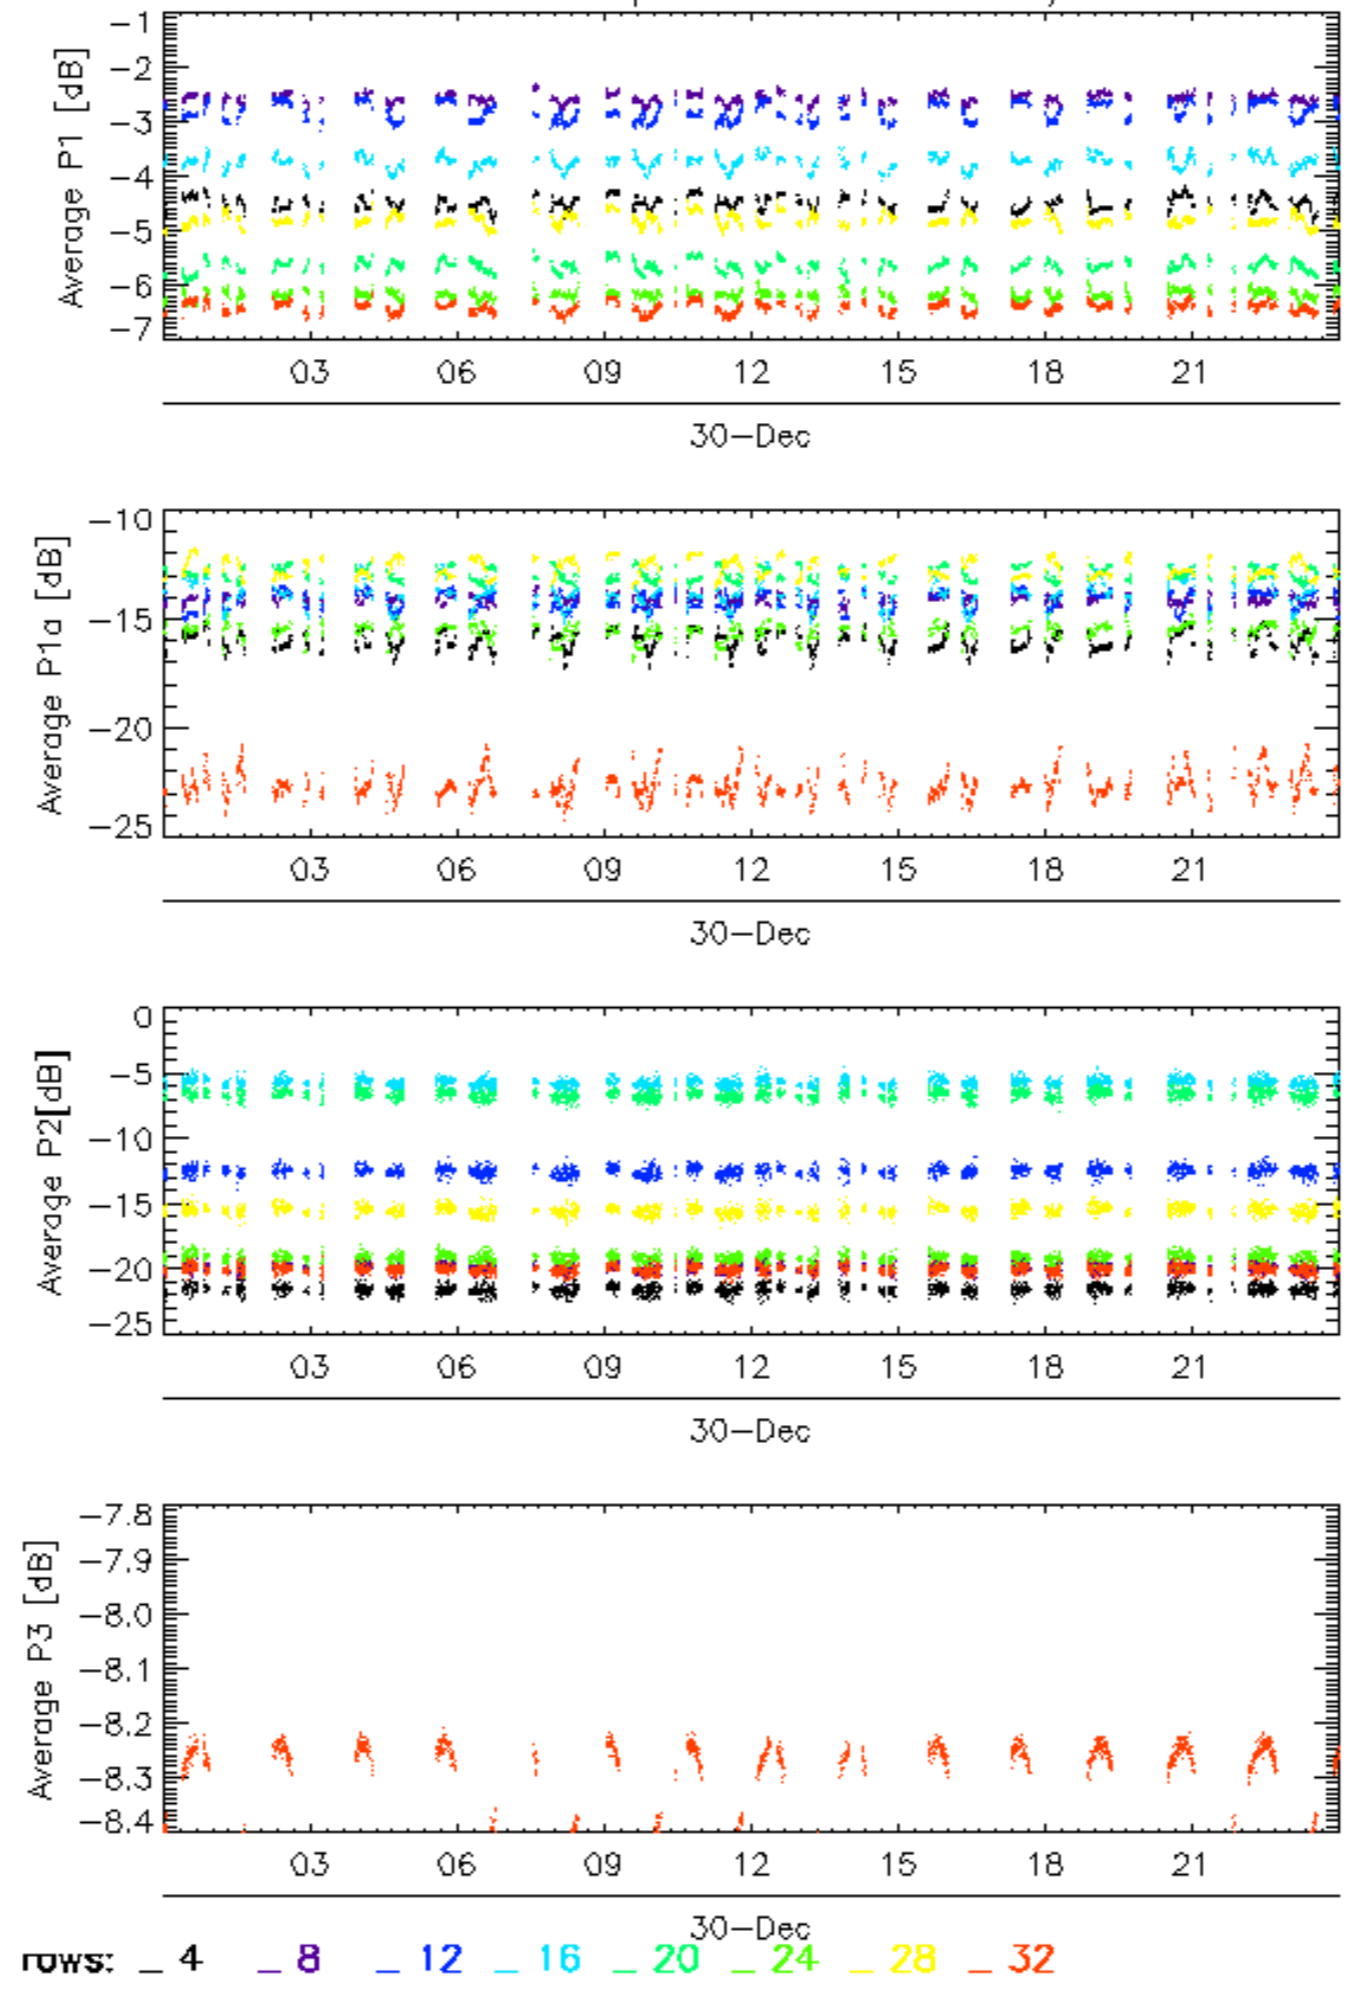 Average P1 [dB]
−1
−2
−3
−4
−5
−6
−7
03 06 09 12 15 18 21
30−Dec
Average P1a [dB]
−10
−15
−20
−25
03 06 09 12 15 18 21
30−Dec
Average P2[dB]
0
−5
−10
−15
−20
−25
03 06 09 12 15 18 21
30−Dec
Average P3 [dB]
−7.8
−7.9
−8.0
−8.1
−8.2
−8.3
−8.4
03 06 09 12 15 18 21
30−Dec
rows: _ 4 _ 8 _ 12 _ 16 _ 20 _ 24 _ 28 _ 32